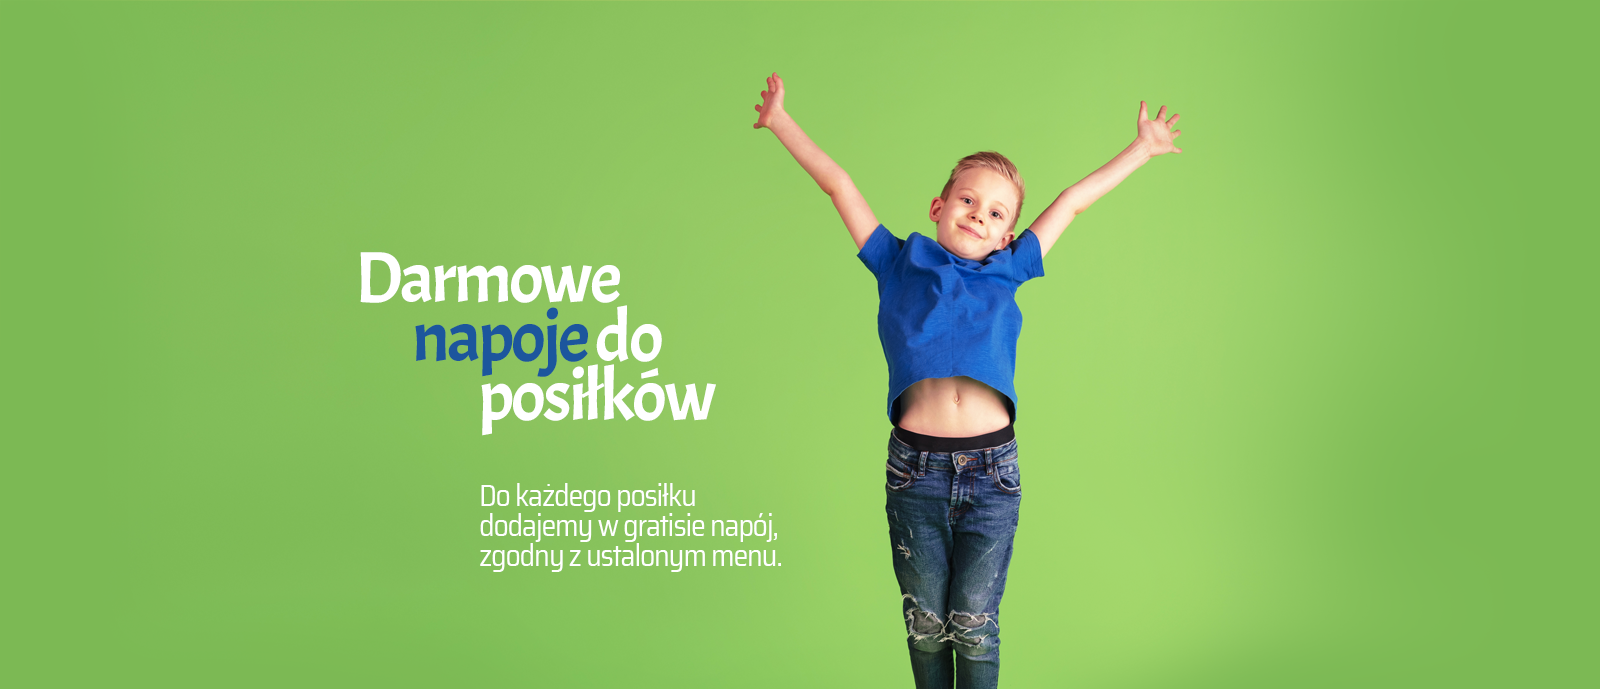 Darmowe
napoje do
posiłków
Do każdego posiłku
dodajemy w gratisie napój,
zgodny z ustalonym menu.